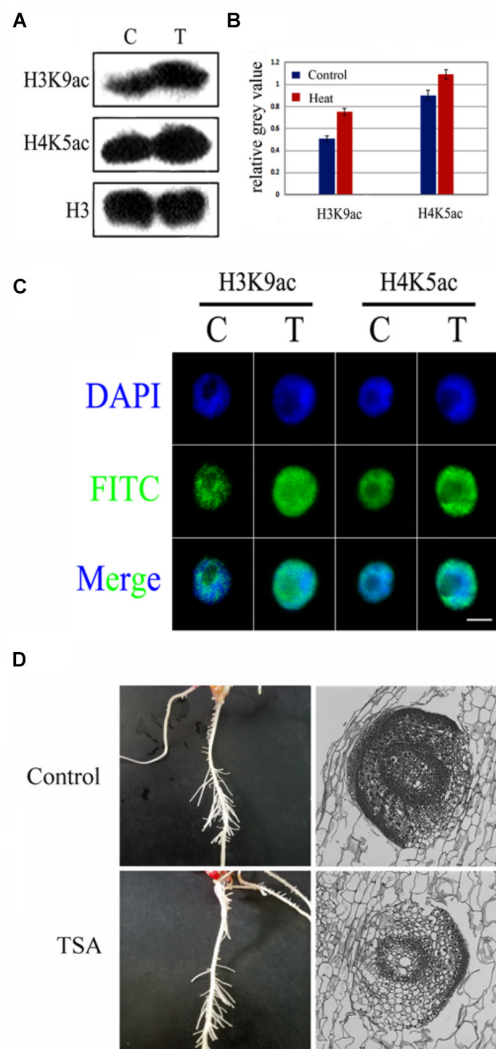 A
C T
H3K9ac
H4K5ac
H3
B
relative grey value
1.2
1
0.8
0.6
0.4
0.2
0
Control
Heat
H3K9ac H4K5ac
C
H3K9ac H4K5ac
C T C T
DAPI
FITC
Merge
D
Control
TSA